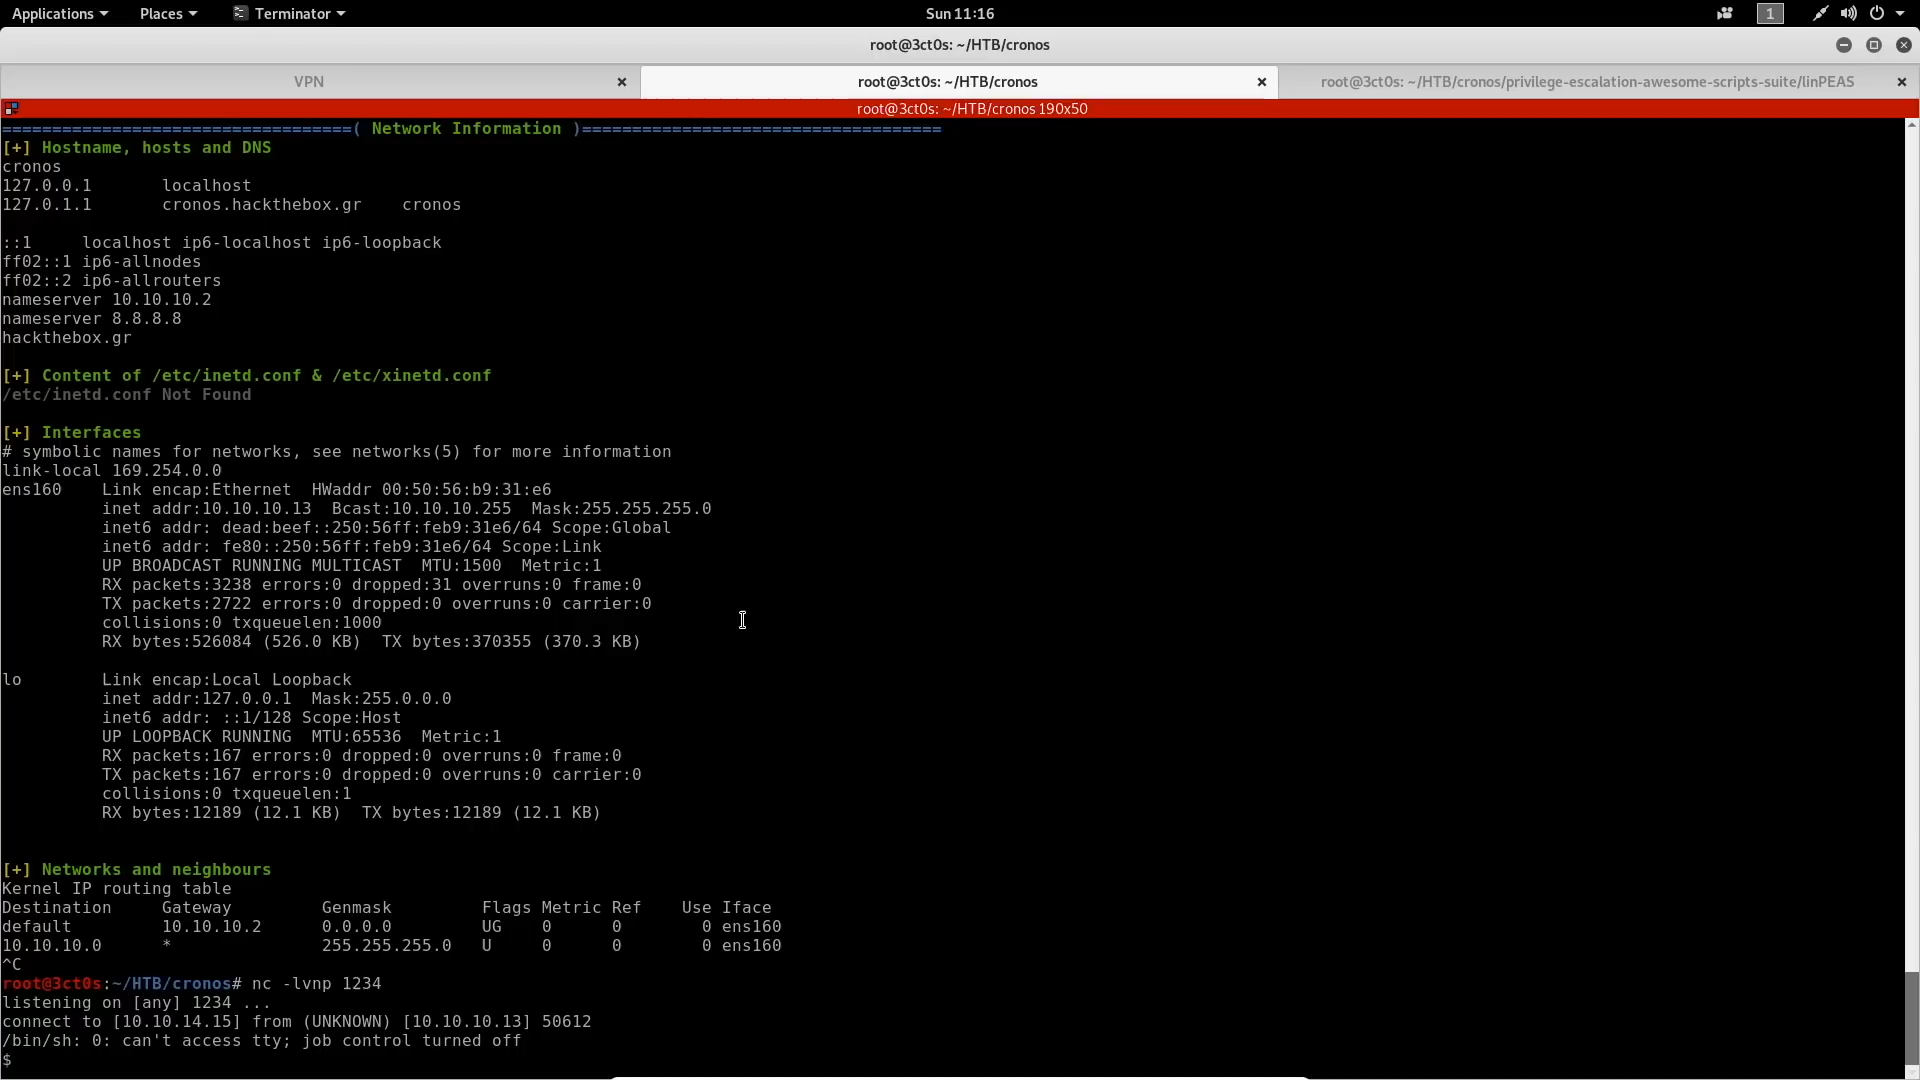 Applications Places Terminator Sun 11:16 1
root@3ct0s: ~/HTB/cronos
VPN root@3ct0s: ~/HTB/cronos root@3ct0s: ~/HTB/cronos/privilege-escalation-awesome-scripts-suite/linPEAS
root@3ct0s: ~/HTB/cronos 190x50
===================================( Network Information )====================================
[+] Hostname, hosts and DNS
cronos
127.0.0.1       localhost
127.0.1.1       cronos.hackthebox.gr    cronos
::1     localhost ip6-localhost ip6-loopback
ff02::1 ip6-allnodes
ff02::2 ip6-allrouters
nameserver 10.10.10.2
nameserver 8.8.8.8
hackthebox.gr
[+] Content of /etc/inetd.conf & /etc/xinetd.conf
/etc/inetd.conf Not Found
[+] Interfaces
# symbolic names for networks, see networks(5) for more information
link-local 169.254.0.0
ens160    Link encap:Ethernet  HWaddr 00:50:56:b9:31:e6
inet addr:10.10.10.13  Bcast:10.10.10.255  Mask:255.255.255.0
inet6 addr: dead:beef::250:56ff:feb9:31e6/64 Scope:Global
inet6 addr: fe80::250:56ff:feb9:31e6/64 Scope:Link
UP BROADCAST RUNNING MULTICAST  MTU:1500  Metric:1
RX packets:3238 errors:0 dropped:31 overruns:0 frame:0
TX packets:2722 errors:0 dropped:0 overruns:0 carrier:0
collisions:0 txqueuelen:1000
RX bytes:526084 (526.0 KB)  TX bytes:370355 (370.3 KB)
lo        Link encap:Local Loopback
inet addr:127.0.0.1  Mask:255.0.0.0
inet6 addr: ::1/128 Scope:Host
UP LOOPBACK RUNNING  MTU:65536  Metric:1
RX packets:167 errors:0 dropped:0 overruns:0 frame:0
TX packets:167 errors:0 dropped:0 overruns:0 carrier:0
collisions:0 txqueuelen:1
RX bytes:12189 (12.1 KB)  TX bytes:12189 (12.1 KB)
[+] Networks and neighbours
Kernel IP routing table
Destination     Gateway         Genmask         Flags Metric Ref    Use Iface
default         10.10.10.2      0.0.0.0         UG    0      0        0 ens160
10.10.10.0      *               255.255.255.0   U     0      0        0 ens160
^C
root@3ct0s:~/HTB/cronos# nc -lvnp 1234
listening on [any] 1234 ...
connect to [10.10.14.15] from (UNKNOWN) [10.10.10.13] 50612
/bin/sh: 0: can't access tty; job control turned off
$